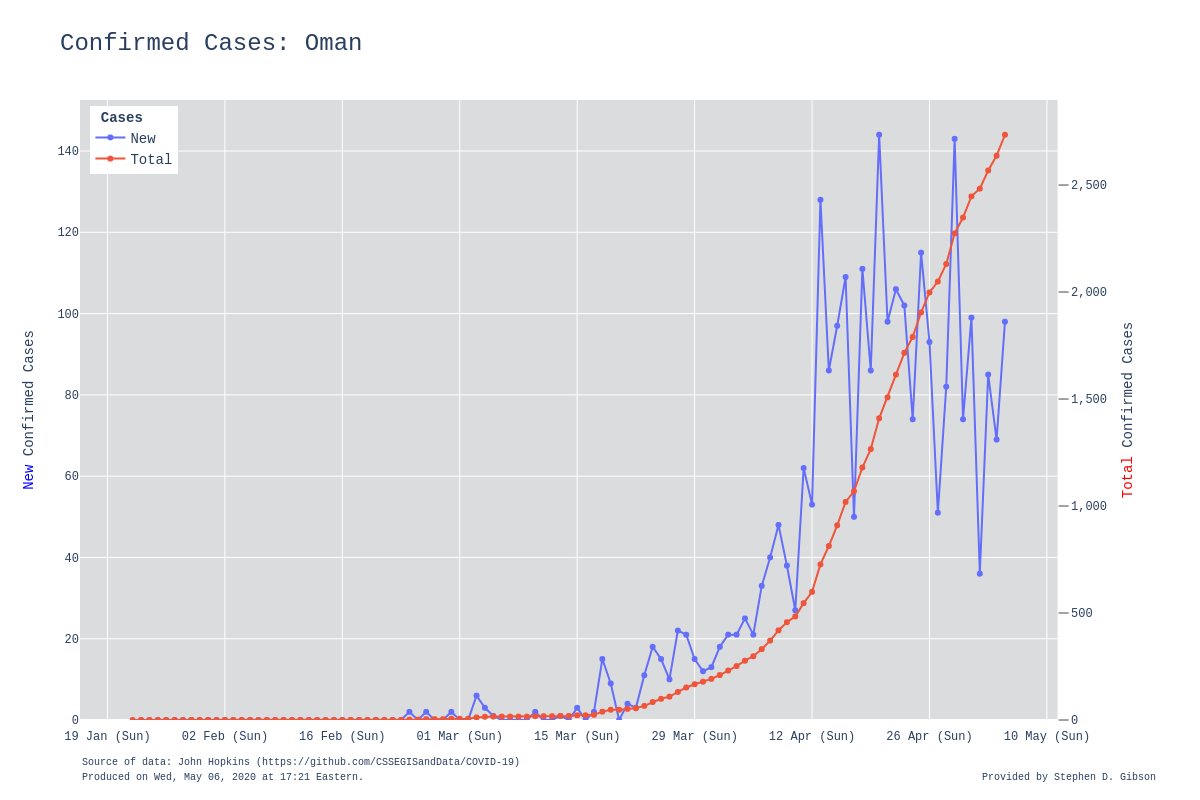 Confirmed Cases: Oman
Cases
New
Total
140
120
100
80
60
40
20
0
2,500
2,000
1,500
1,000
500
0
New Confirmed Cases
Total Confirmed Cases
19 Jan (Sun) 02 Feb (Sun) 16 Feb (Sun) 01 Mar (Sun) 15 Mar (Sun) 29 Mar (Sun) 12 Apr (Sun) 26 Apr (Sun) 10 May (Sun)
Source of data: John Hopkins (https://github.com/CSSEGISandData/COVID-19)
Produced on Wed, May 06, 2020 at 17:21 Eastern.
Provided by Stephen D. Gibson